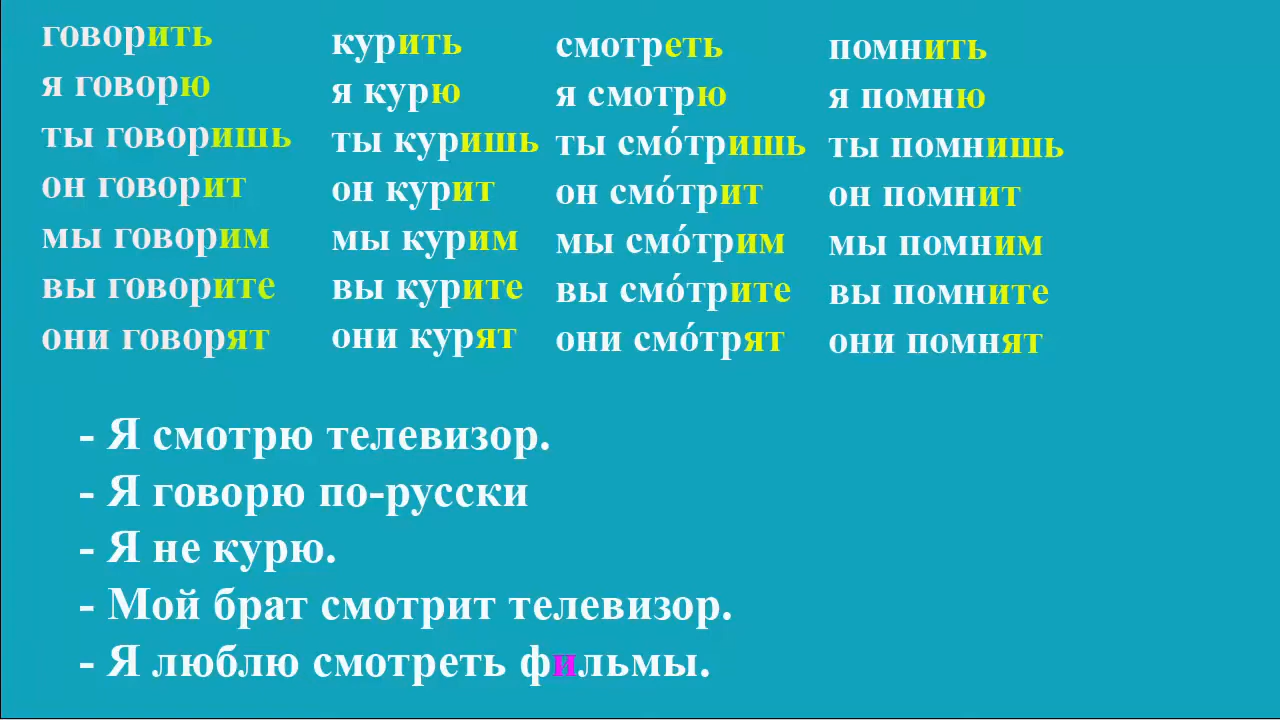 говорить
я говорю
ты говоришь
он говорит
мы говорим
вы говорите
они говорят
курить
я курю
ты куришь
он курит
мы курим
вы курите
они курят
смотреть
я смотрю
ты смо́тришь
он смо́трит
мы смо́трим
вы смо́трите
они смо́трят
помнить
я помню
ты помнишь
он помнит
мы помним
вы помните
они помнят
- Я смотрю телевизор.
- Я говорю по-русски
- Я не курю.
- Мой брат смотрит телевизор.
- Я люблю смотреть фильмы.